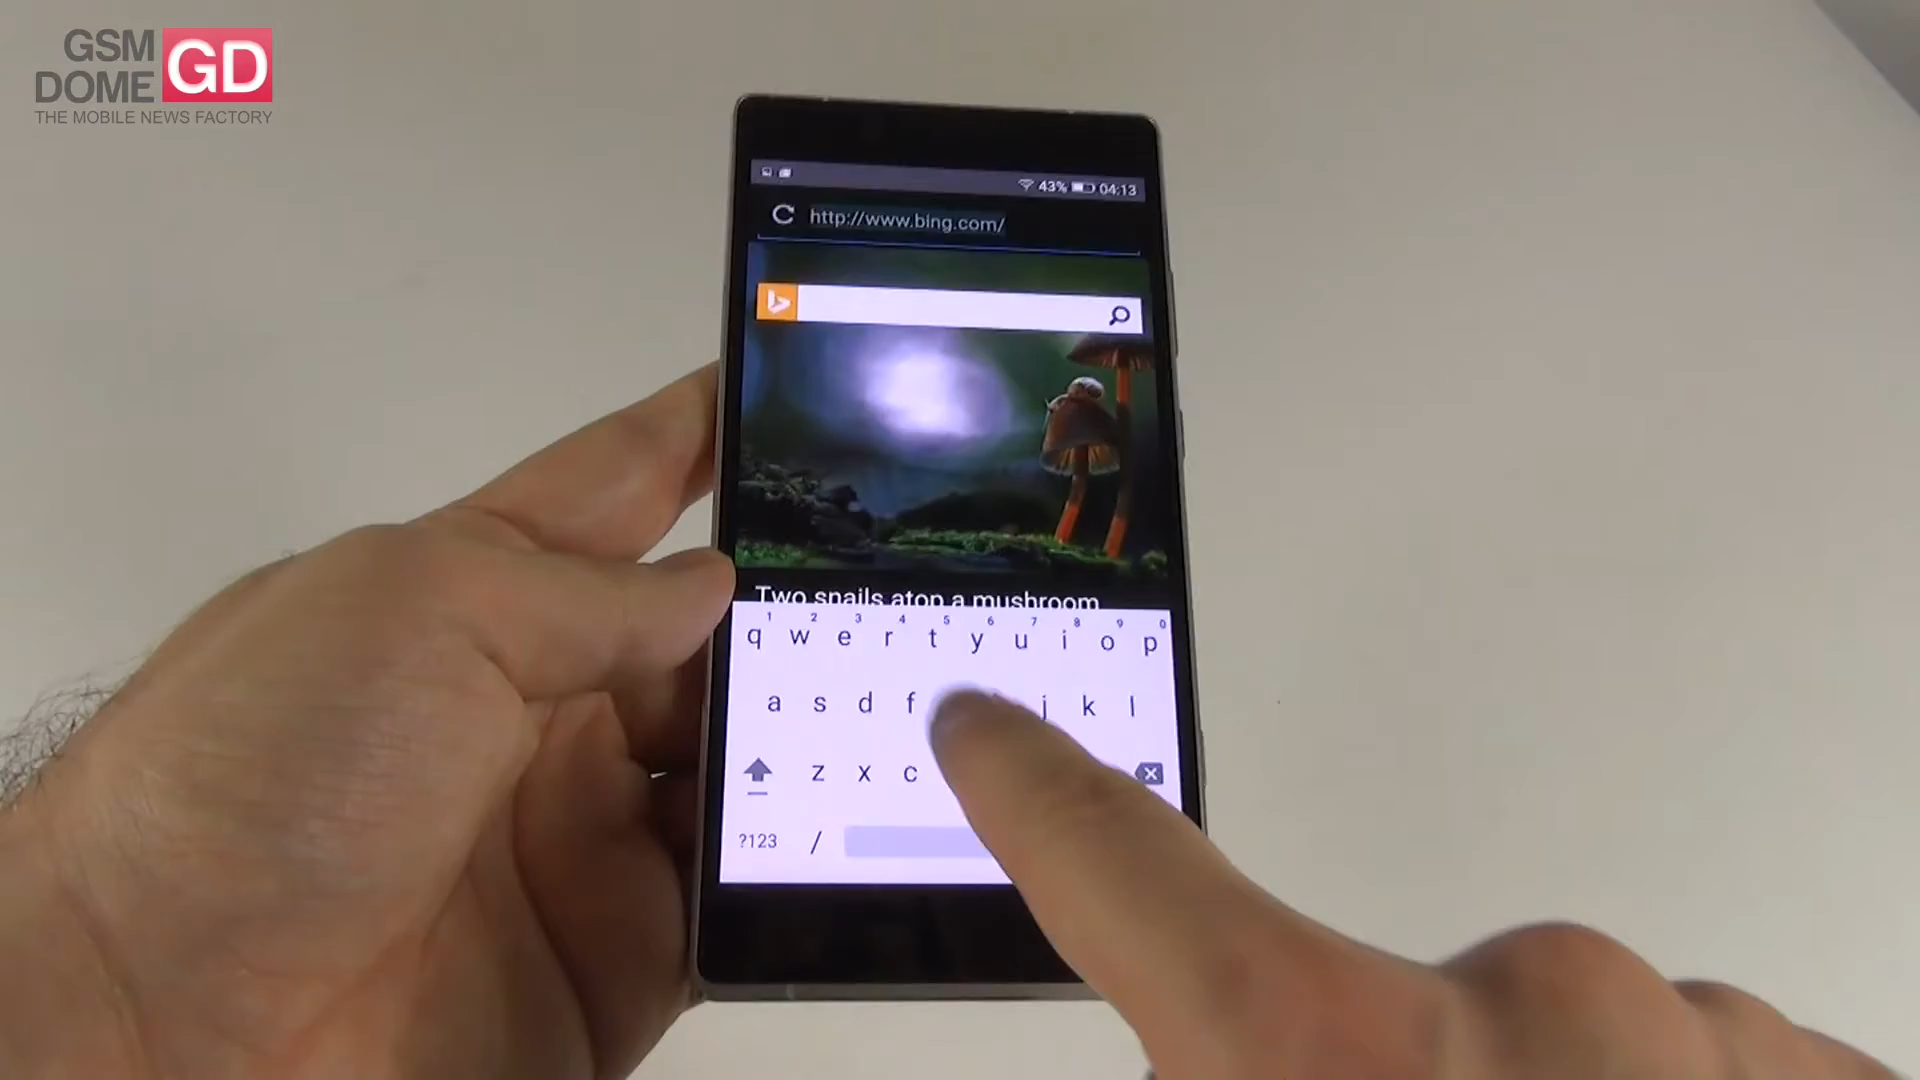 GSM
DOME
GD
THE MOBILE NEWS FACTORY
43% 04:13
http://www.bing.com/
Two snails atop a mushroom
1 2 3 4 5 6 7 8 9 0
q w e r t y u i o p
a s d f j k l
z x c
?123 /